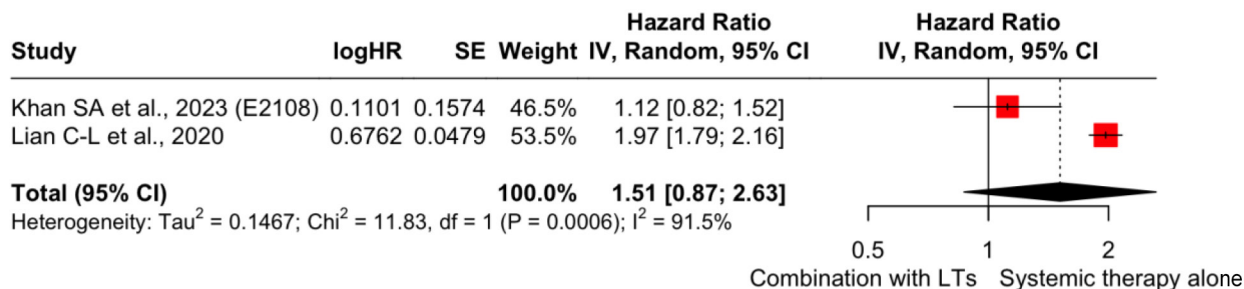 Hazard Ratio Hazard Ratio
Study logHR SE Weight IV, Random, 95% CI IV, Random, 95% CI
Khan SA et al., 2023 (E2108) 0.1101 0.1574 46.5% 1.12 [0.82; 1.52]
Lian C-L et al., 2020 0.6762 0.0479 53.5% 1.97 [1.79; 2.16]
Total (95% CI) 100.0% 1.51 [0.87; 2.63]
Heterogeneity: Tau² = 0.1467; Chi² = 11.83, df = 1 (P = 0.0006); I² = 91.5%
0.5 1 2
Combination with LTs Systemic therapy alone